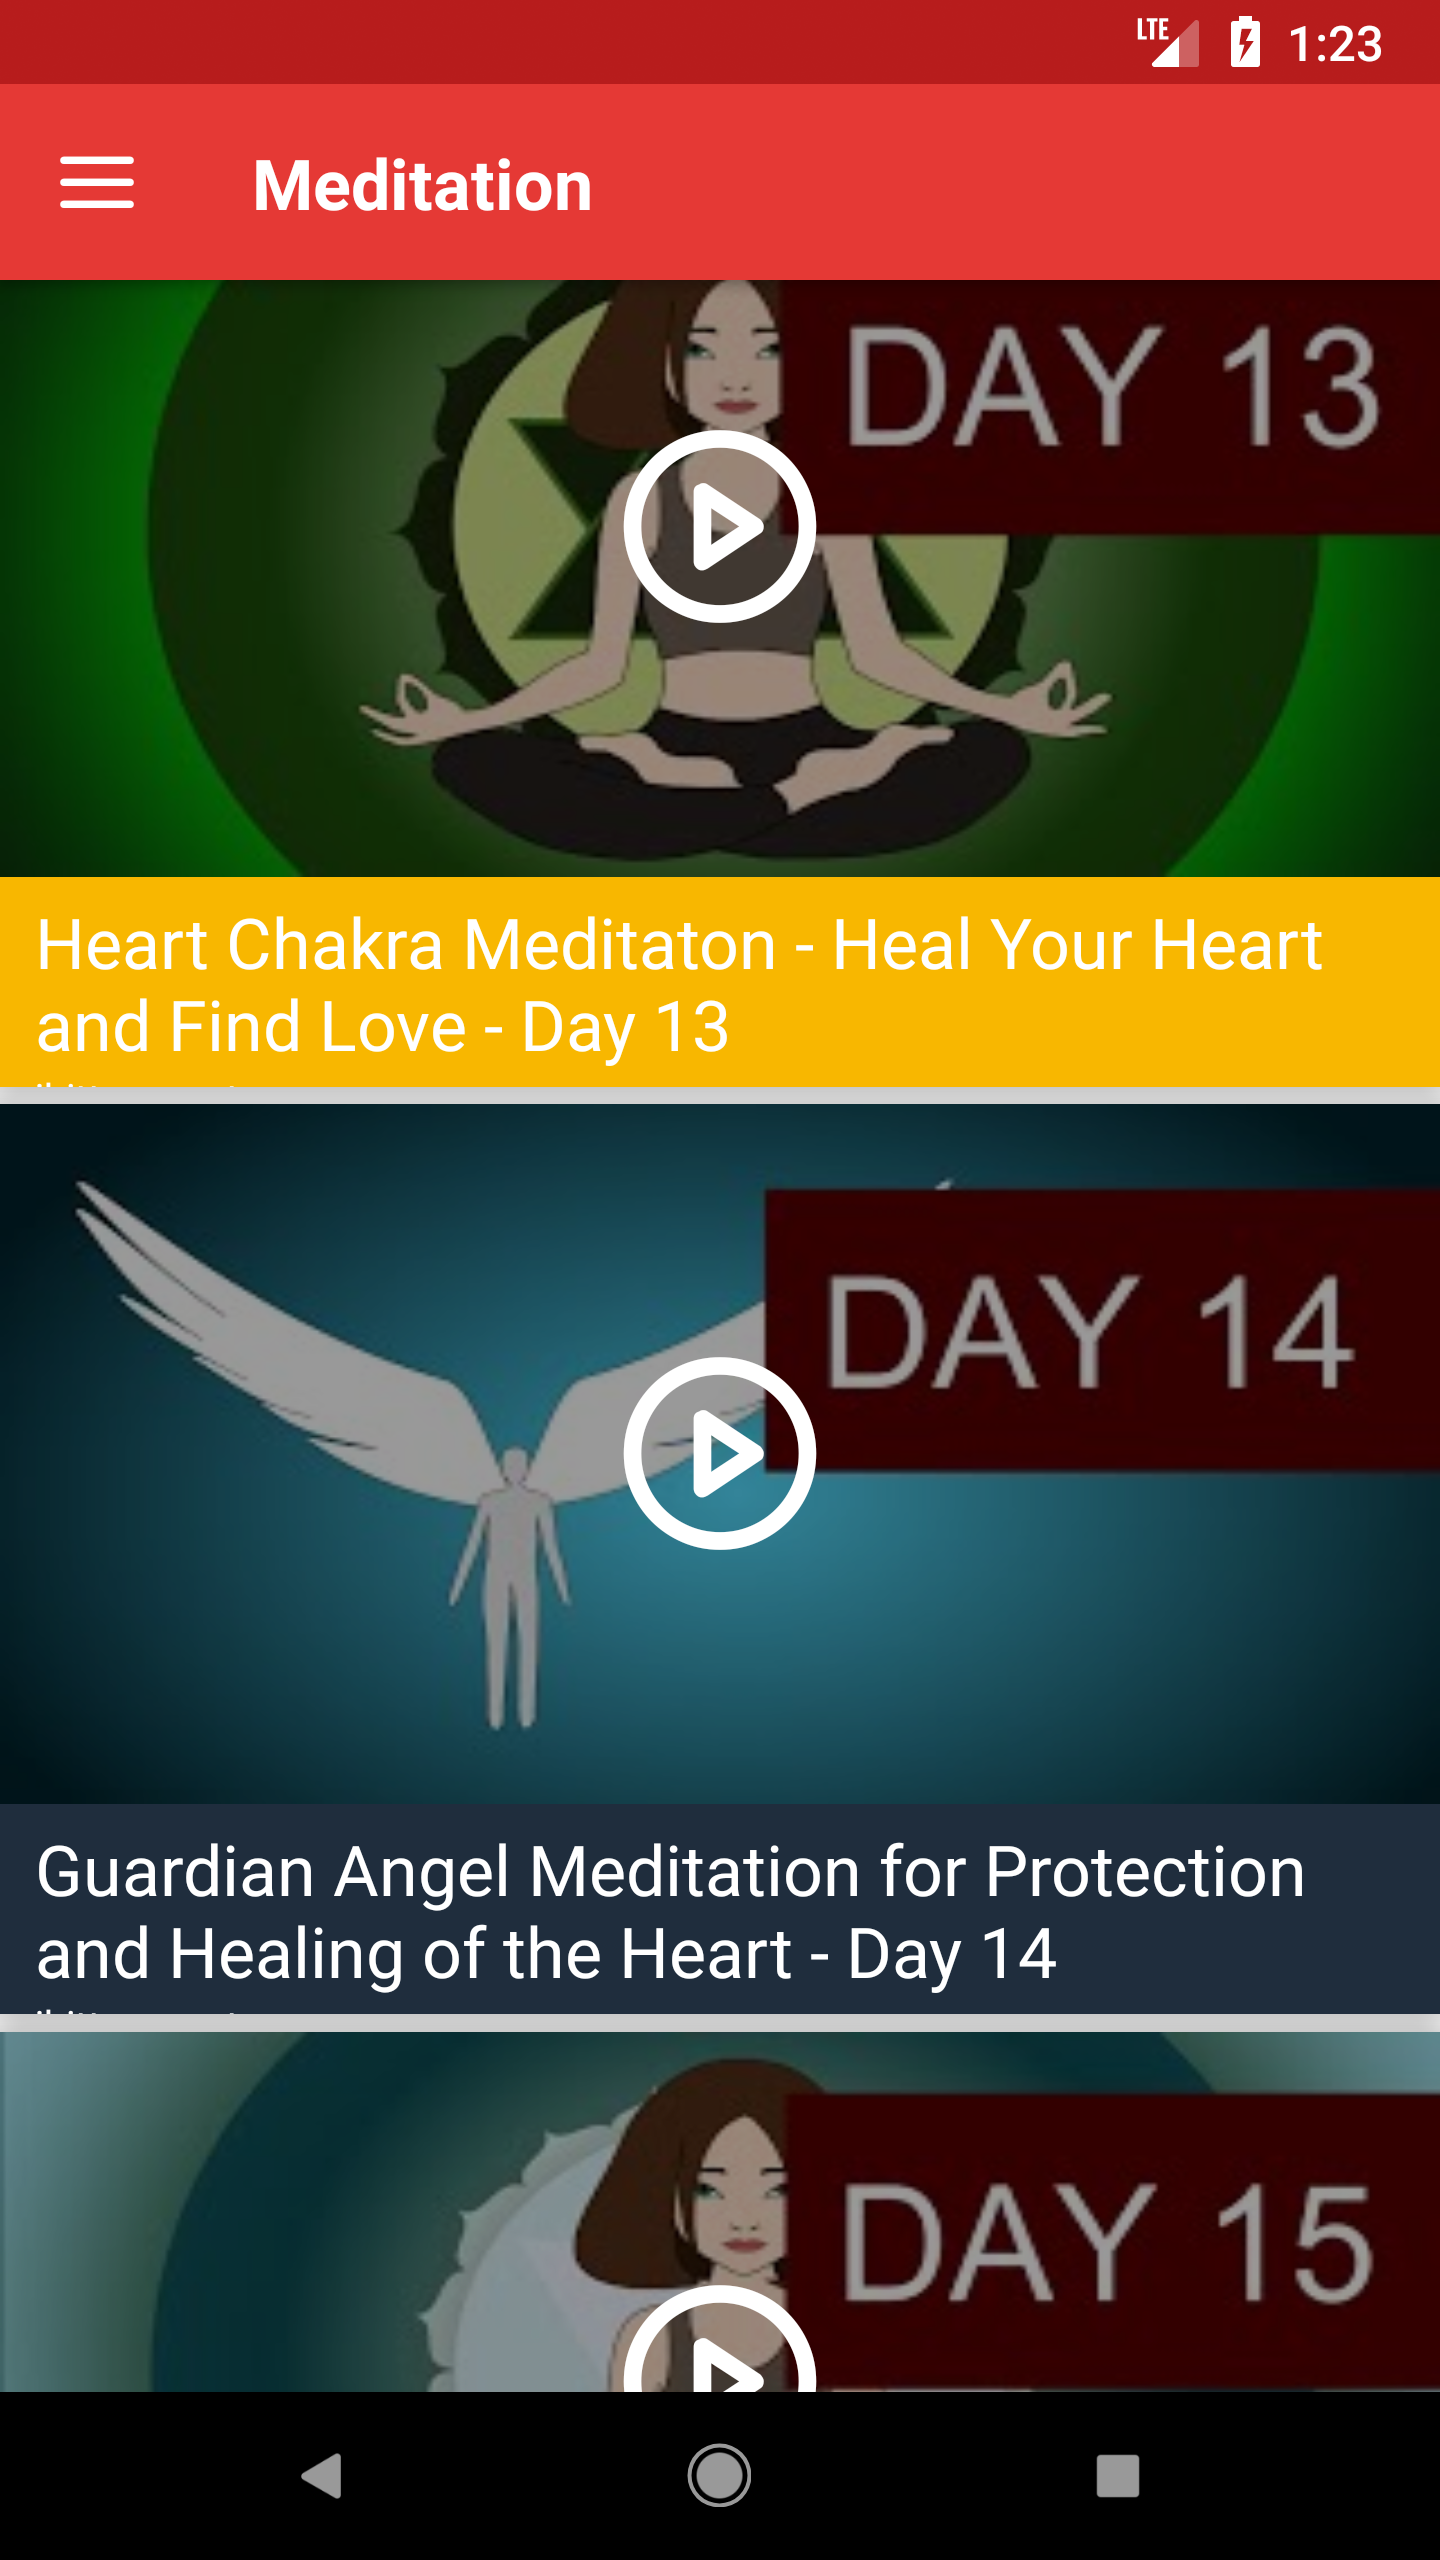 LTE 1:23
Meditation
DAY 13
Heart Chakra Meditaton - Heal Your Heart
and Find Love - Day 13
DAY 14
Guardian Angel Meditation for Protection
and Healing of the Heart - Day 14
DAY 15